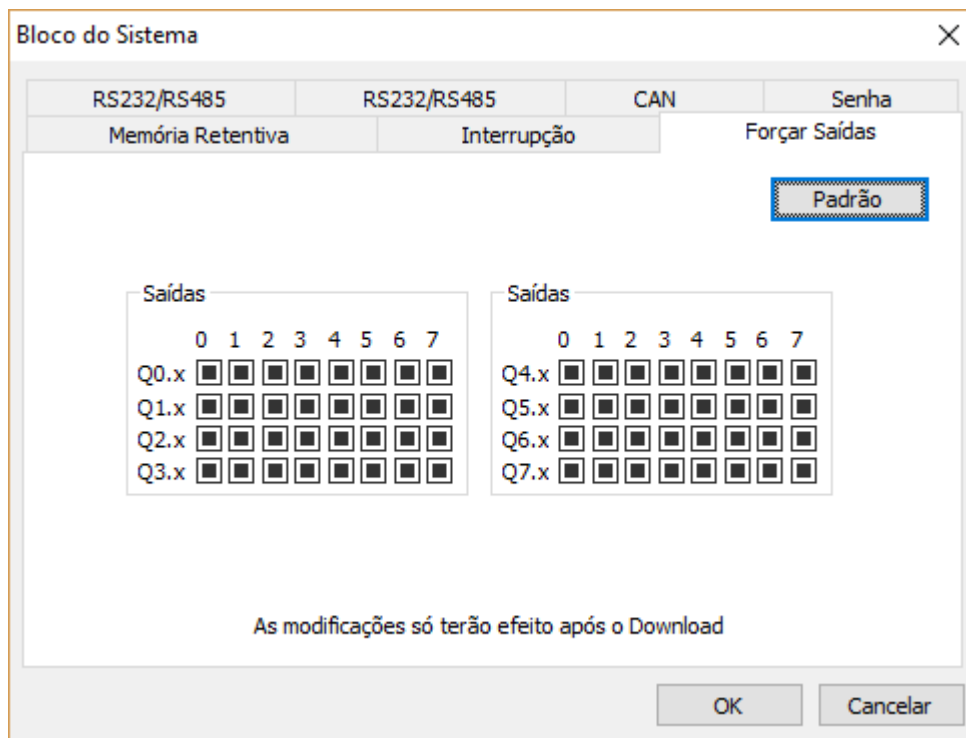 Bloco do Sistema
RS232/RS485 RS232/RS485 CAN Senha
Memória Retentiva Interrupção Forçar Saídas
Padrão
Saídas Saídas
0 1 2 3 4 5 6 7 0 1 2 3 4 5 6 7
Q0.x Q4.x
Q1.x Q5.x
Q2.x Q6.x
Q3.x Q7.x
As modificações só terão efeito após o Download
OK Cancelar